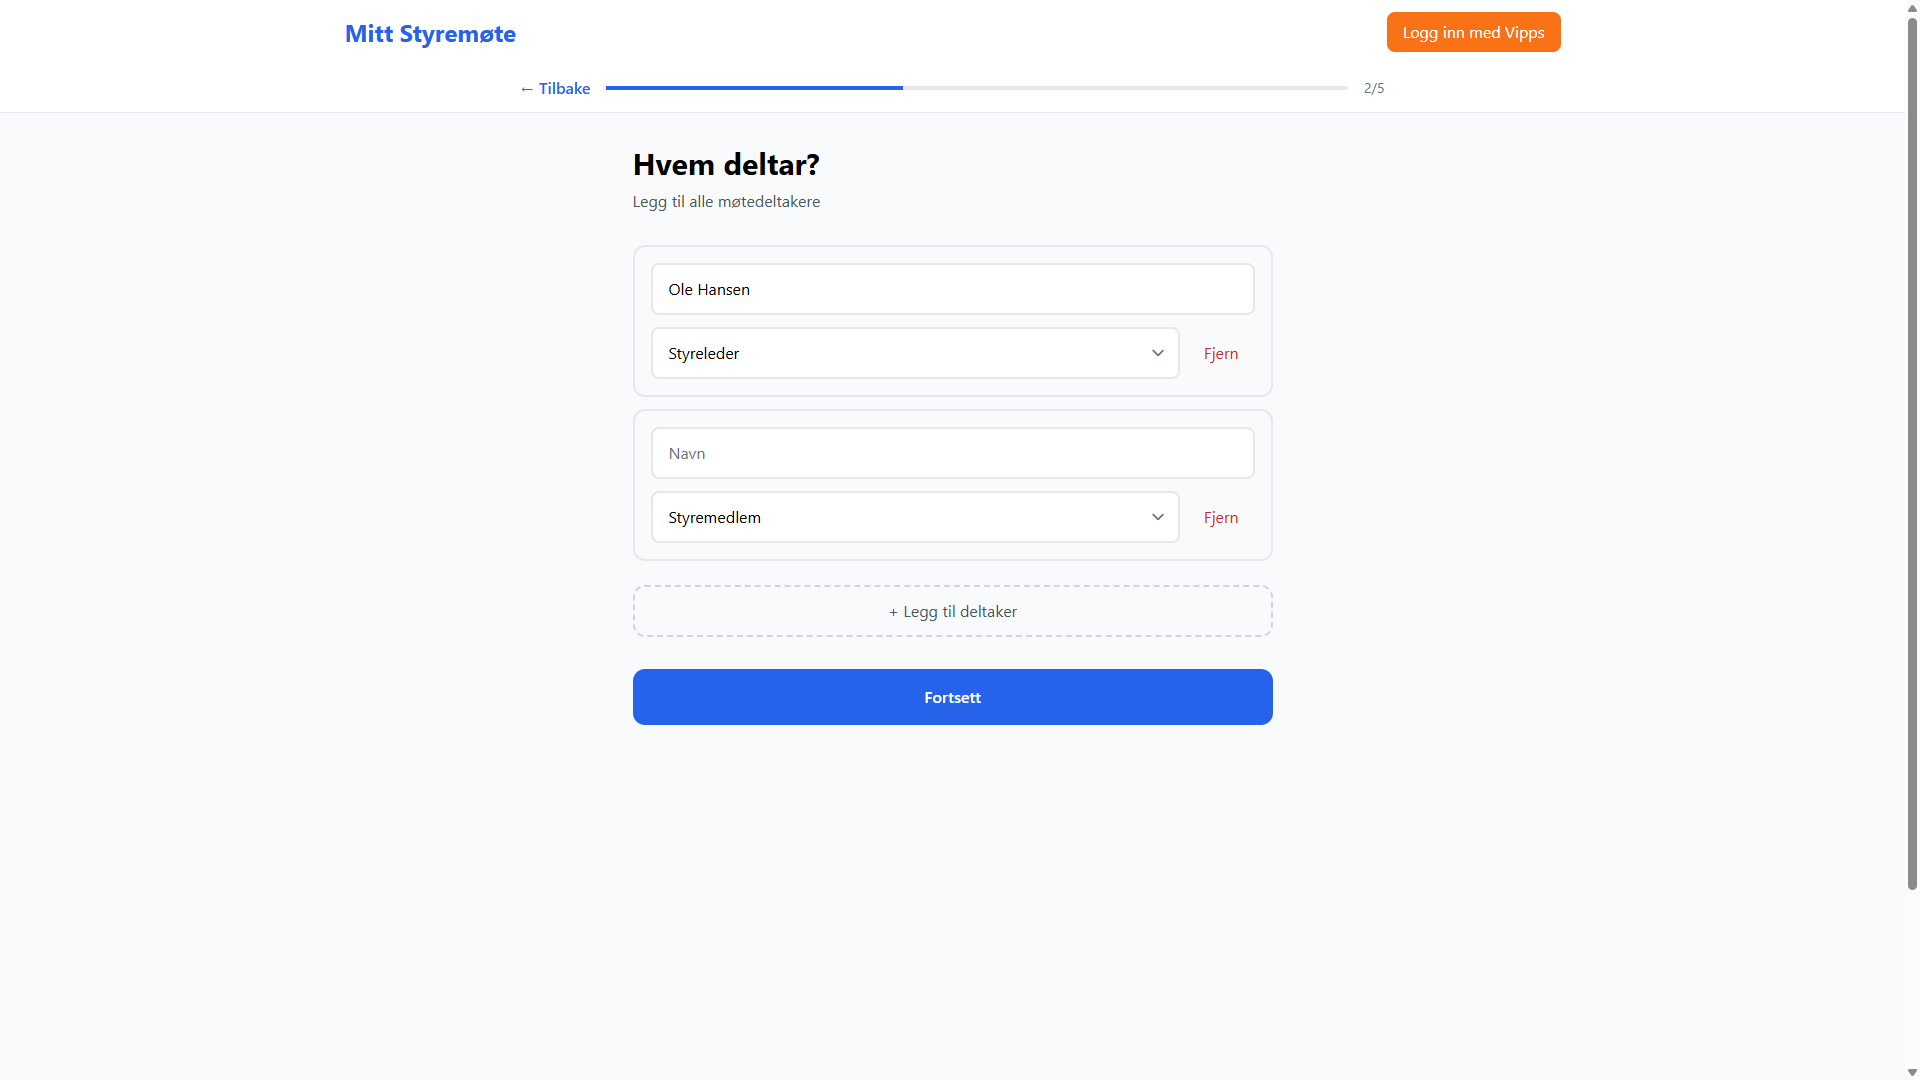 Mitt Styremøte
Logg inn med Vipps
← Tilbake
2/5
Hvem deltar?
Legg til alle møtedeltakere
Ole Hansen
Styreleder
Fjern
Navn
Styremedlem
Fjern
+ Legg til deltaker
Fortsett